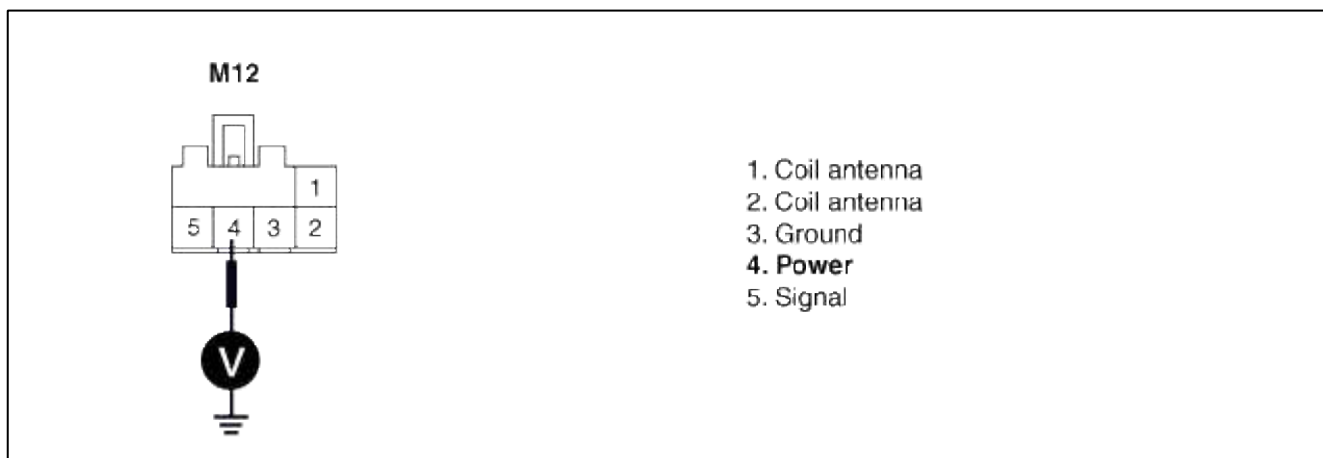 M12
1
5 4 3 2
V
1. Coil antenna
2. Coil antenna
3. Ground
4. Power
5. Signal